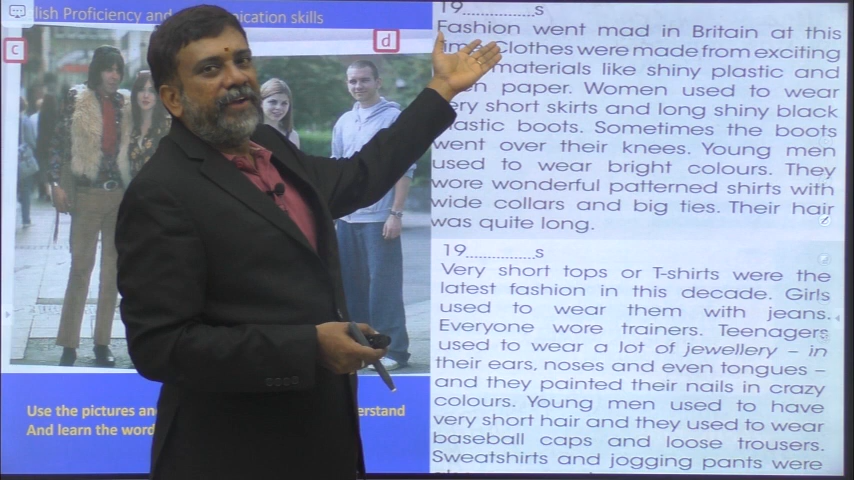 lish Proficiency and nication skills
c
d
19..............s
Fashion went mad in Britain at this
time. Clothes were made from exciting
materials like shiny plastic and
paper. Women used to wear
very short skirts and long shiny black
plastic boots. Sometimes the boots
went over their knees. Young men
used to wear bright colours. They
wore wonderful patterned shirts with
wide collars and big ties. Their hair
was quite long.
19..............s
Very short tops or T-shirts were the
latest fashion in this decade. Girls
used to wear them with jeans.
Everyone wore trainers. Teenagers
used to wear a lot of jewellery – in
their ears, noses and even tongues –
and they painted their nails in crazy
colours. Young men used to have
very short hair and they used to wear
baseball caps and loose trousers.
Sweatshirts and jogging pants were
Use the pictures an erstand
And learn the word